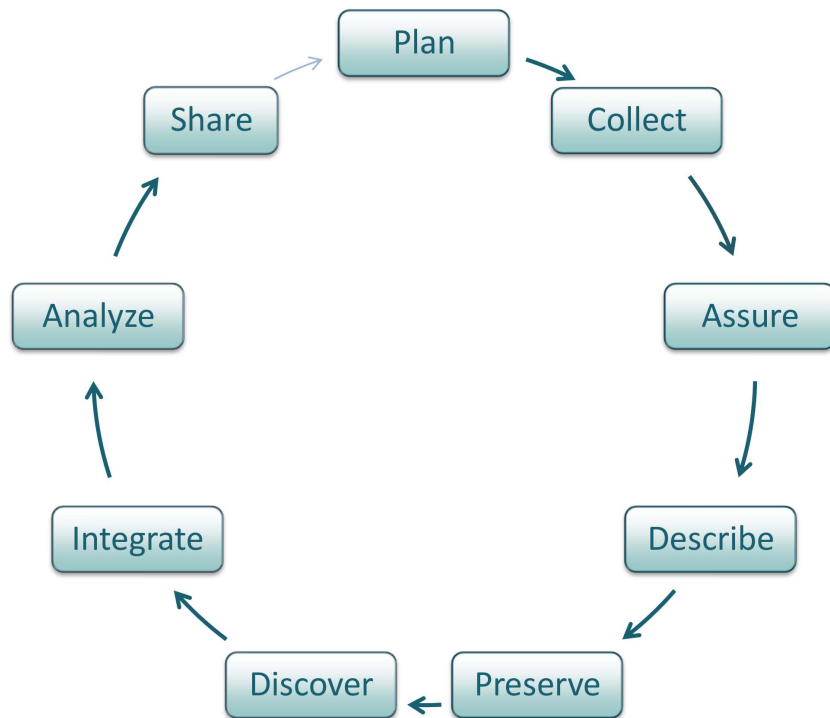 Plan
Collect
Assure
Describe
Preserve
Discover
Integrate
Analyze
Share